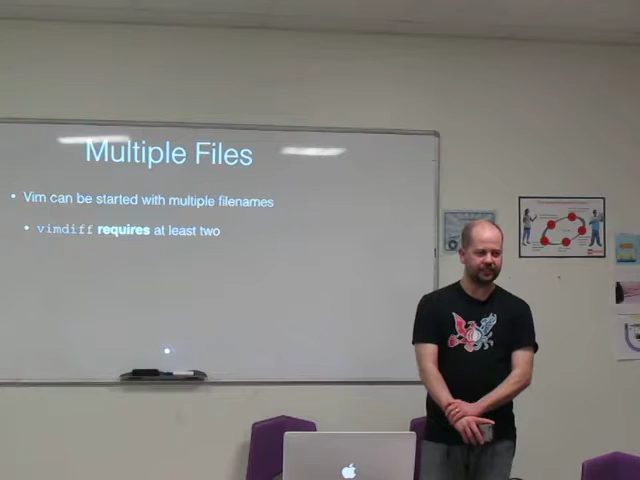 Multiple Files
• Vim can be started with multiple filenames
• vimdiff requires at least two